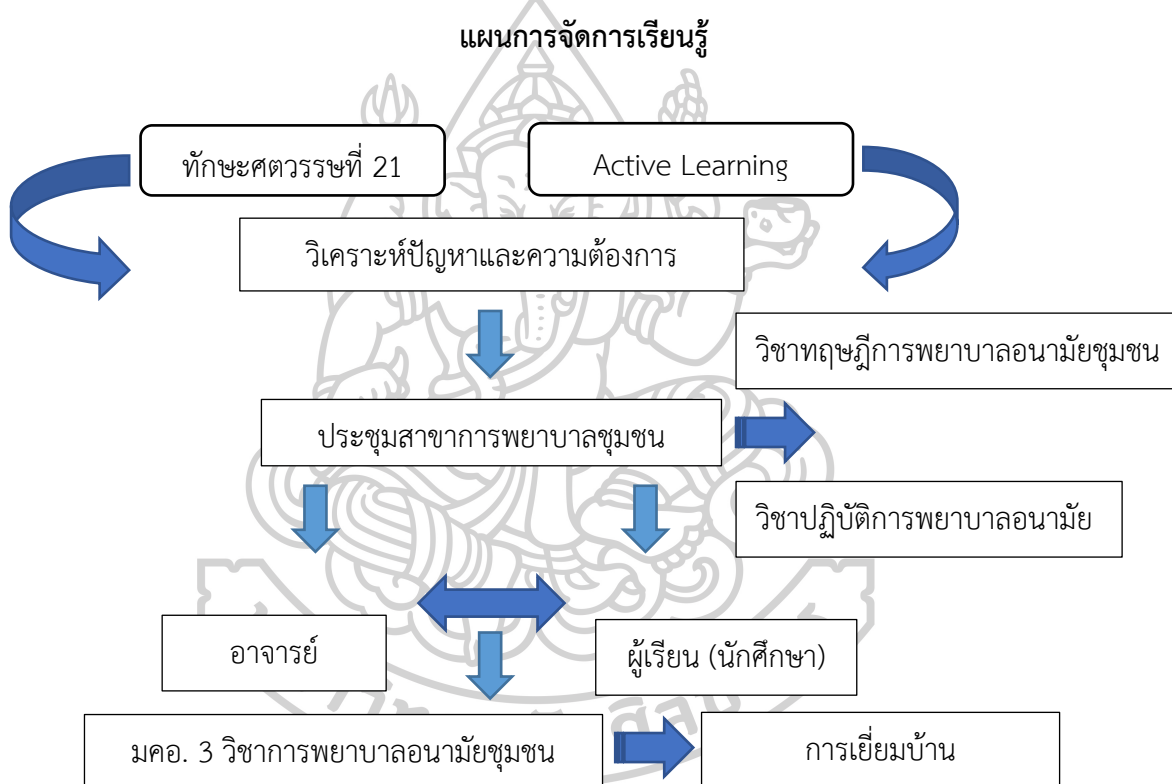 แผนการจัดการเรียนรู้
ทักษะศตวรรษที่ 21
Active Learning
วิเคราะห์ปัญหาและความต้องการ
วิชาทฤษฎีการพยาบาลอนามัยชุมชน
ประชุมสาขาการพยาบาลชุมชน
วิชาปฏิบัติการพยาบาลอนามัย
อาจารย์
ผู้เรียน (นักศึกษา)
มคอ. 3 วิชาการพยาบาลอนามัยชุมชน
การเยี่ยมบ้าน